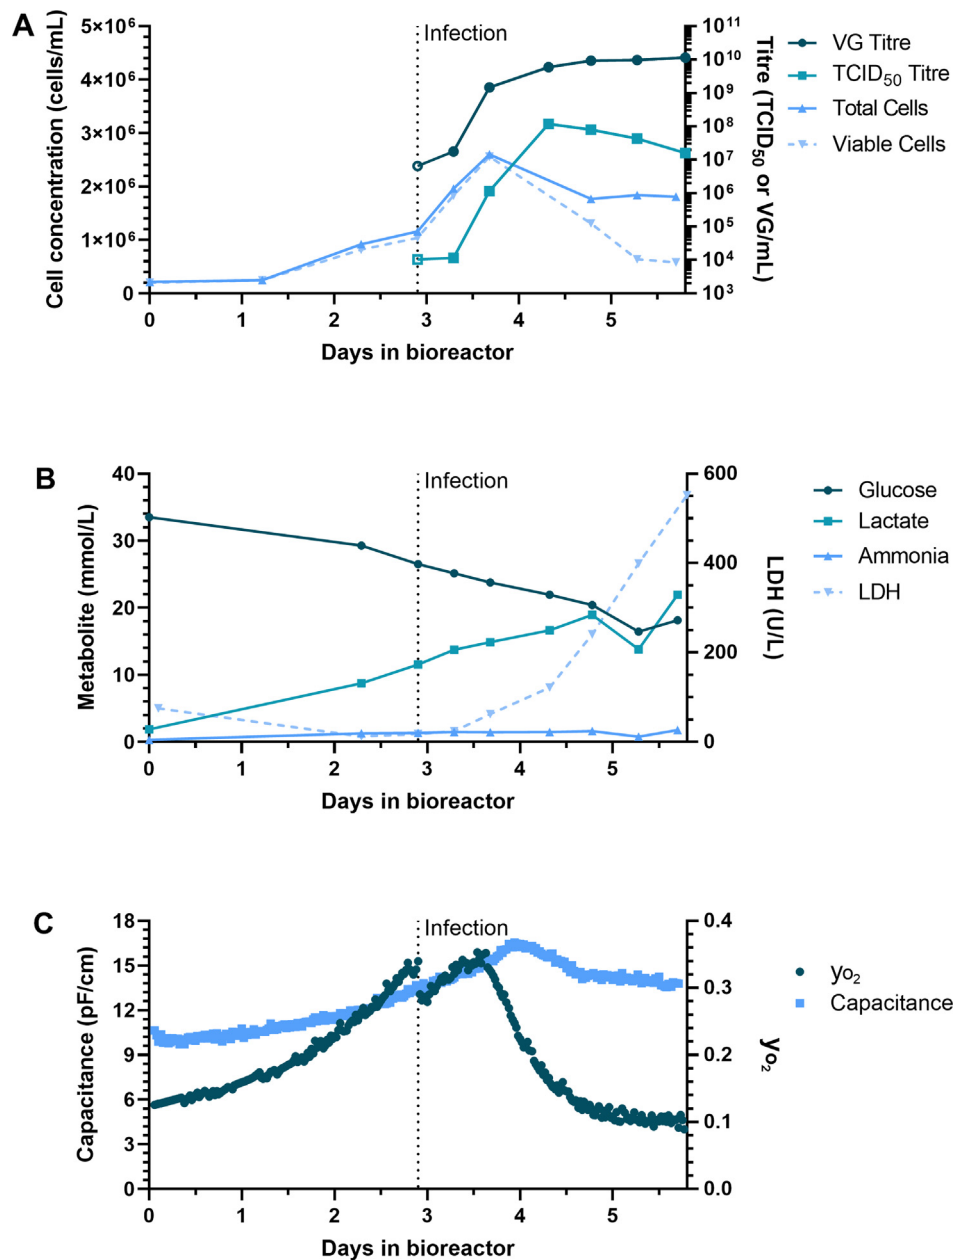 A
Infection
5×10⁶
4×10⁶
3×10⁶
2×10⁶
1×10⁶
0
Cell concentration (cells/mL)
10¹¹
10¹⁰
10⁹
10⁸
10⁷
10⁶
10⁵
10⁴
10³
Titre (TCID₅₀ or VG/mL)
VG Titre
TCID₅₀ Titre
Total Cells
Viable Cells
0 1 2 3 4 5
Days in bioreactor
B
Infection
40
30
20
10
0
Metabolite (mmol/L)
600
400
200
0
LDH (U/L)
Glucose
Lactate
Ammonia
LDH
0 1 2 3 4 5
Days in bioreactor
C
Infection
18
15
12
9
6
3
0
Capacitance (pF/cm)
0.4
0.3
0.2
0.1
0.0
yO₂
yO₂
Capacitance
0 1 2 3 4 5
Days in bioreactor